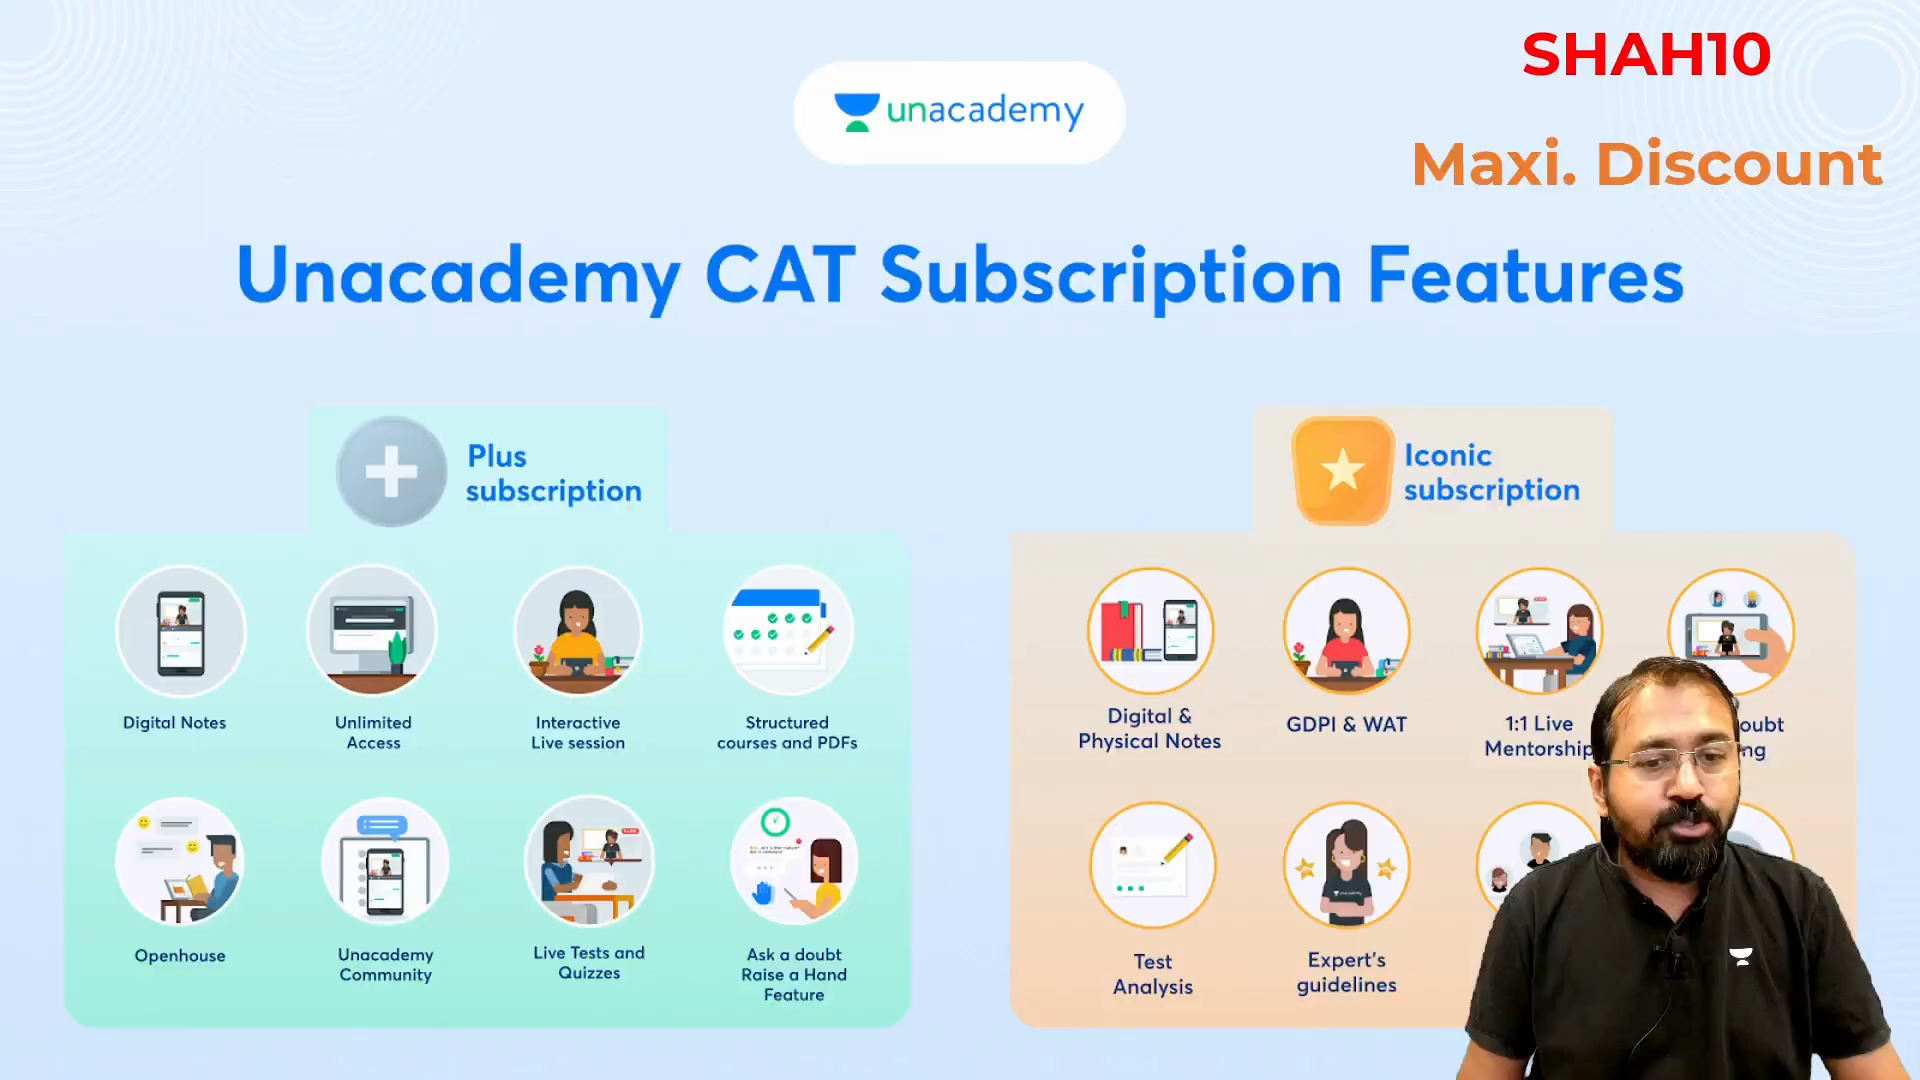 SHAH10
unacademy
Maxi. Discount
Unacademy CAT Subscription Features
Plus
subscription
Digital Notes
Unlimited
Access
Interactive
Live session
Structured
courses and PDFs
Openhouse
Unacademy
Community
Live Tests and
Quizzes
Ask a doubt
Raise a Hand
Feature
Iconic
subscription
Digital &
Physical Notes
GDPI & WAT
1:1 Live
Mentorship
Test
Analysis
Expert's
guidelines